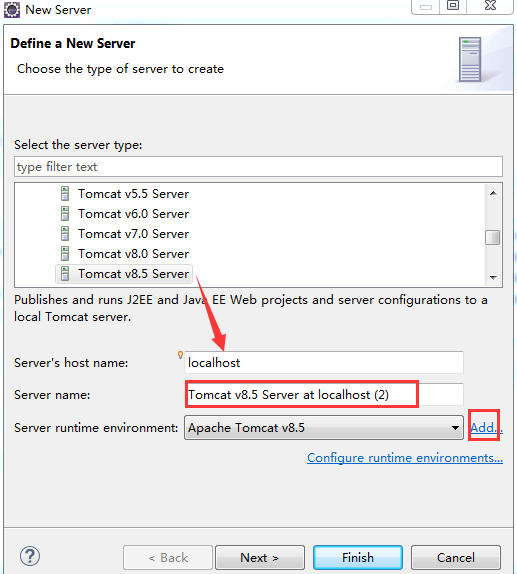 New Server
Define a New Server
Choose the type of server to create
Select the server type:
type filter text
Tomcat v5.5 Server
Tomcat v6.0 Server
Tomcat v7.0 Server
Tomcat v8.0 Server
Tomcat v8.5 Server
Publishes and runs J2EE and Java EE Web projects and server configurations to a
local Tomcat server.
Server's host name: localhost
Server name: Tomcat v8.5 Server at localhost (2)
Server runtime environment: Apache Tomcat v8.5 Add...
Configure runtime environments...
? < Back Next > Finish Cancel